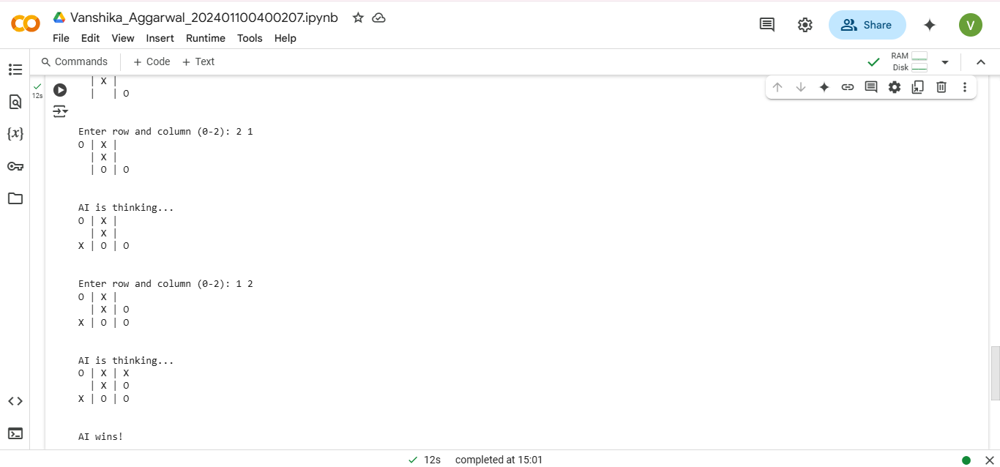 Vanshika_Aggarwal_202401100400207.ipynb
File Edit View Insert Runtime Tools Help
Share
V
Commands + Code + Text
RAM
Disk
12s
| X |
|   | O
Enter row and column (0-2): 2 1
O | X |
  | X |
  | O | O
AI is thinking...
O | X |
  | X |
X | O | O
Enter row and column (0-2): 1 2
O | X |
  | X | O
X | O | O
AI is thinking...
O | X | X
  | X | O
X | O | O
AI wins!
12s completed at 15:01